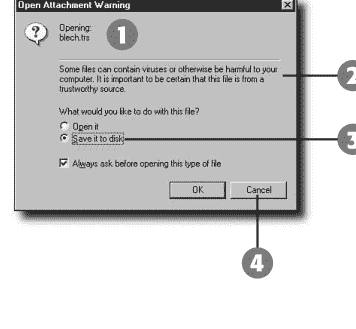 Open Attachment Warning
Opening:
blech.trs
1
Some files can contain viruses or otherwise be harmful to your
computer. It is important to be certain that this file is from a
trustworthy source.
2
What would you like to do with this file?
Open it
Save it to disk
3
Always ask before opening this type of file
OK
Cancel
4